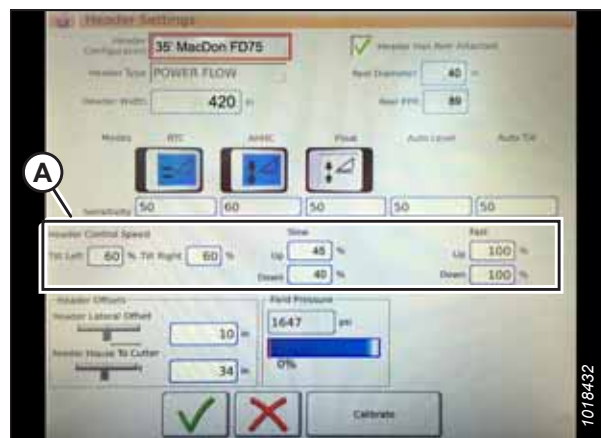 Header Settings
Header Configuration 35' MacDon FD75 Header Has Reel Attached
Header Type POWER FLOW Reel Diameter 40 in
Header Width 420 in Reel PPR 89
Modes RTC AHHC Float Auto Level Auto Tilt
A
Sensitivity 50 60 50 50 50
Header Control Speed Slow Fast
Tilt Left 60 % Tilt Right 60 % Up 45 % Up 100 %
Down 40 % Down 100 %
Header Offsets Field Pressure
Header Lateral Offset 1647 psi
10 in
Feeder House To Cutter 0%
34 in
Calibrate
1018432